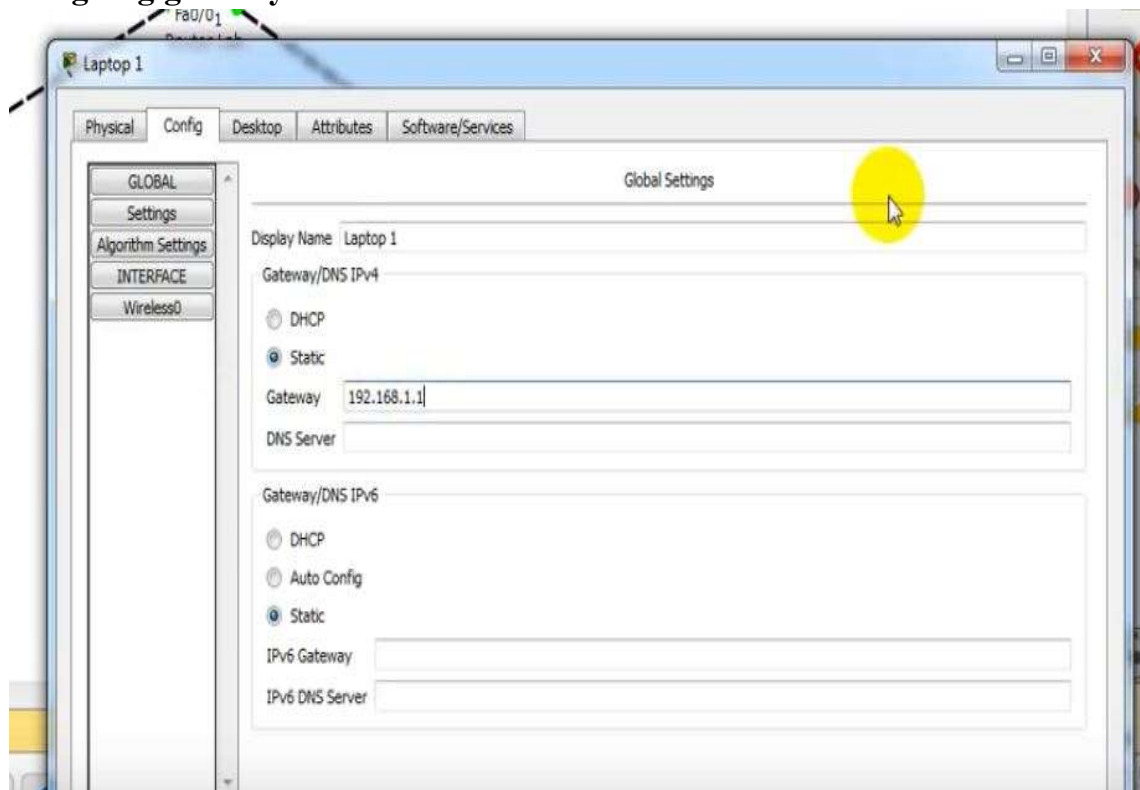 Fa0/01
Laptop 1
Physical Config Desktop Attributes Software/Services
GLOBAL
Settings
Algorithm Settings
INTERFACE
Wireless0
Global Settings
Display Name Laptop 1
Gateway/DNS IPv4
DHCP
Static
Gateway 192.168.1.1
DNS Server
Gateway/DNS IPv6
DHCP
Auto Config
Static
IPv6 Gateway
IPv6 DNS Server